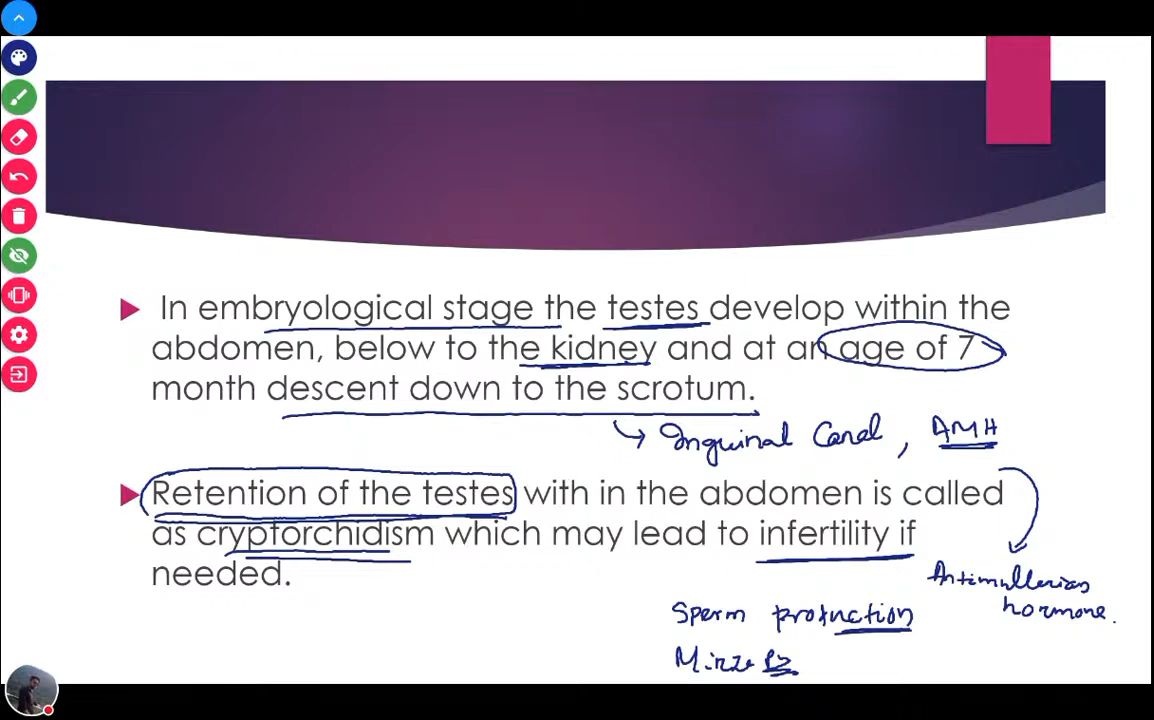 In embryological stage the testes develop within the
abdomen, below to the kidney and at an age of 7
month descent down to the scrotum.
Inguinal Canal, AMH
Retention of the testes with in the abdomen is called
as cryptorchidism which may lead to infertility if
needed.
Antimullerian
hormone.
Sperm